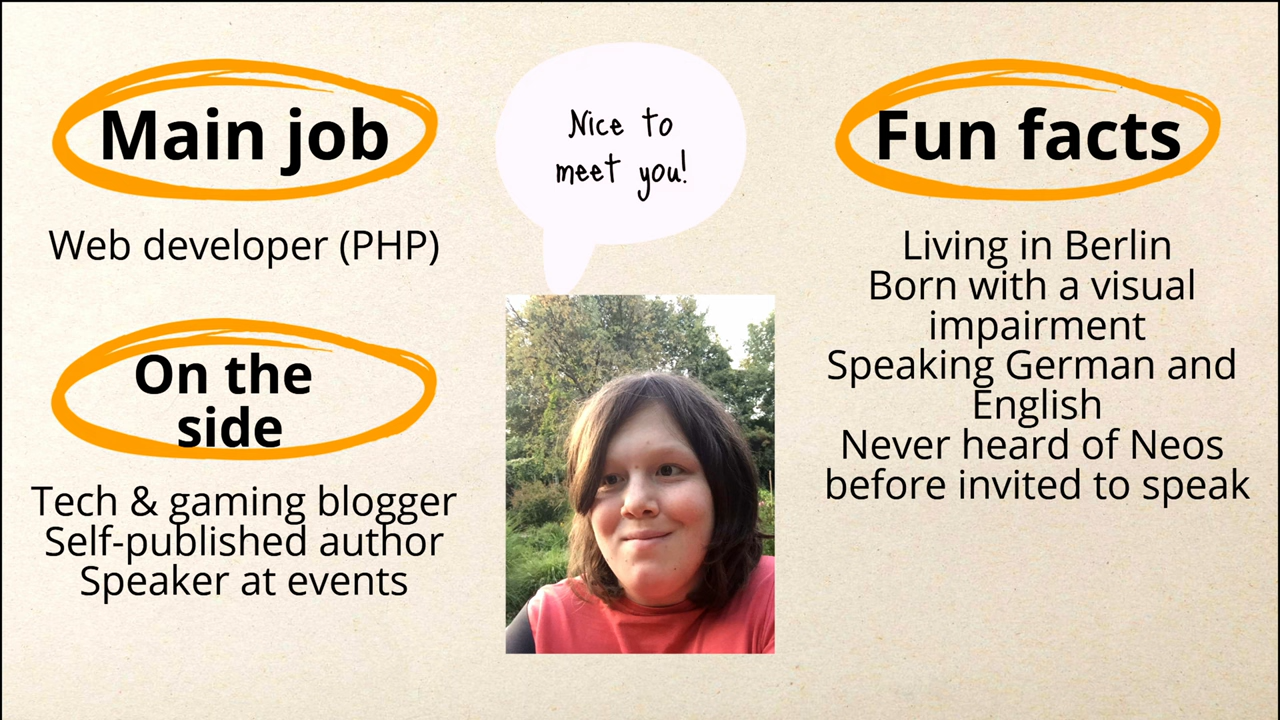 Main job
Web developer (PHP)
On the
side
Tech & gaming blogger
Self-published author
Speaker at events
Nice to
meet you!
Fun facts
Living in Berlin
Born with a visual
impairment
Speaking German and
English
Never heard of Neos
before invited to speak